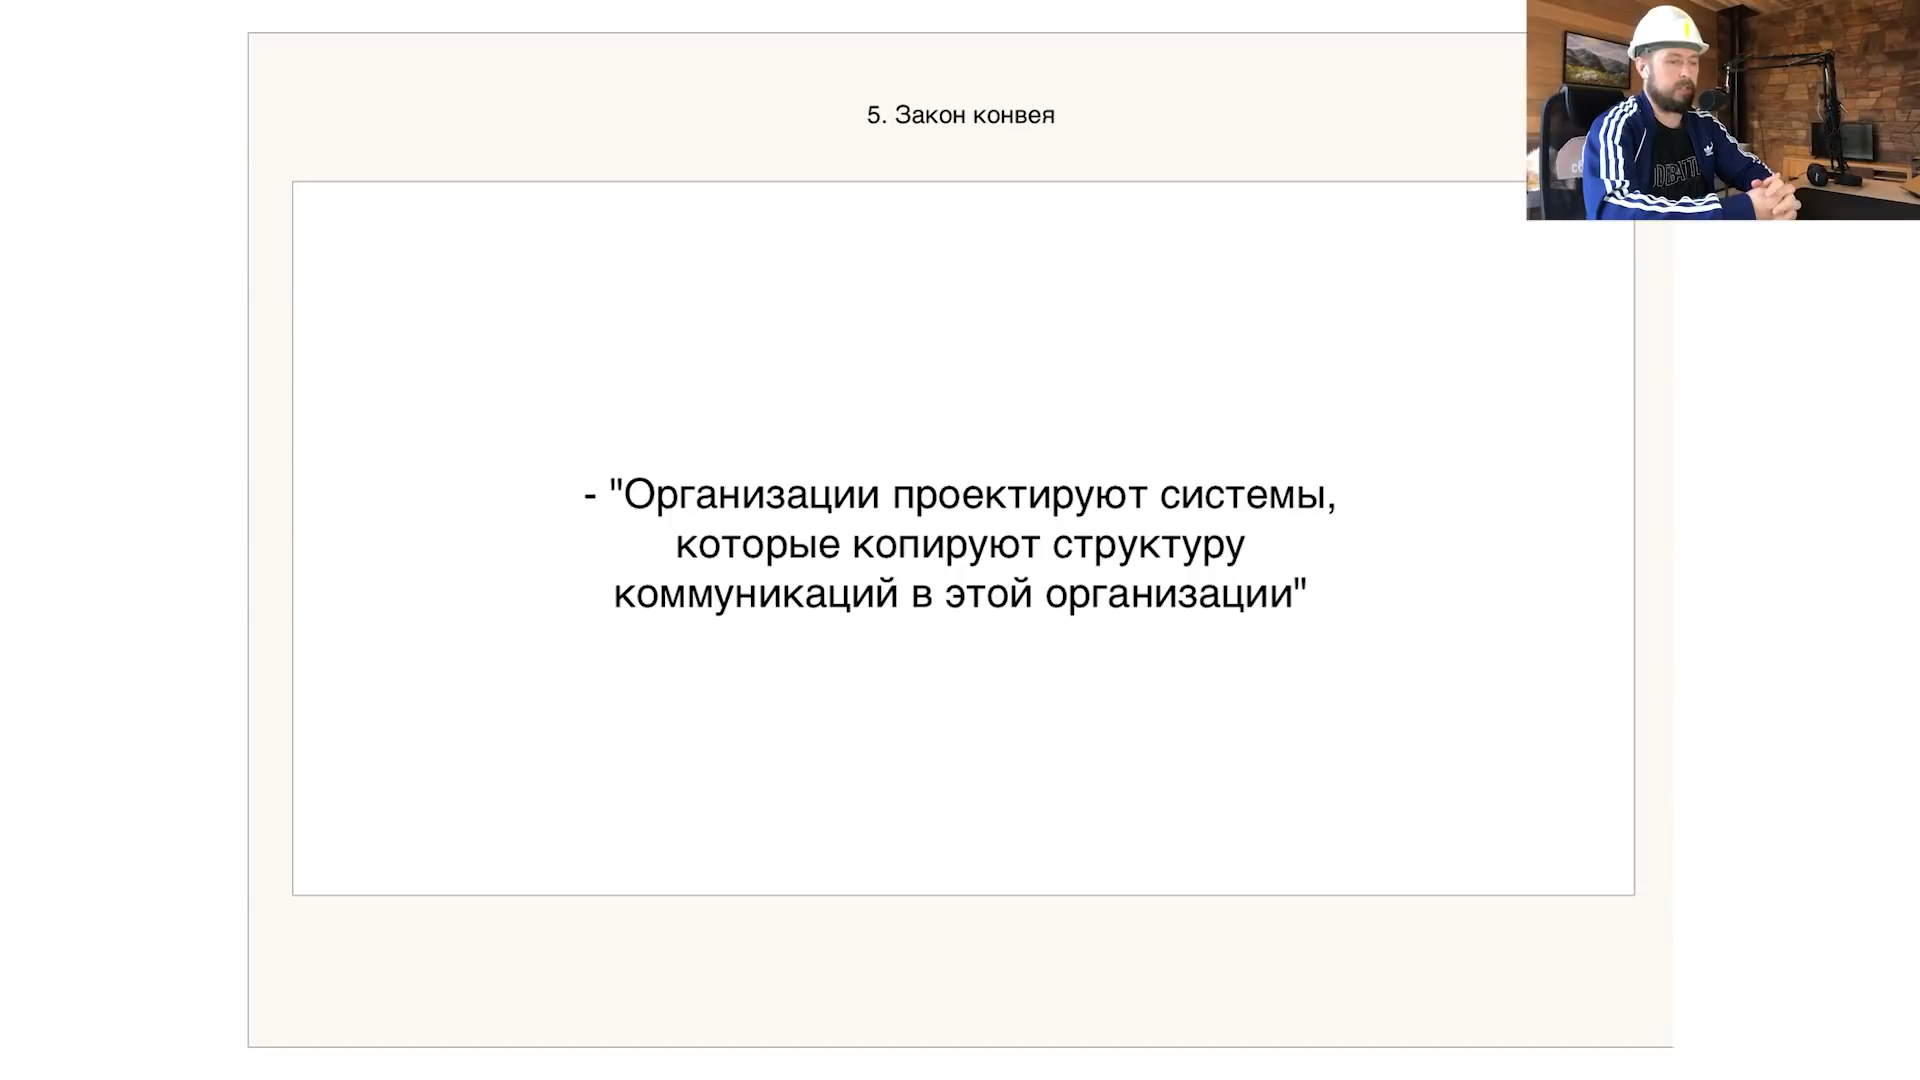 5. Закон конвея
- "Организации проектируют системы,
которые копируют структуру
коммуникаций в этой организации"